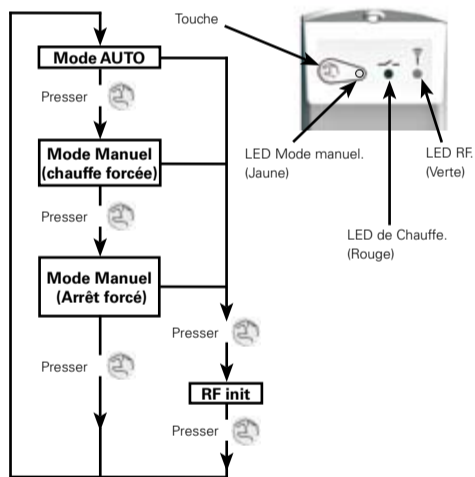 Touche
Mode AUTO
Presser
LED Mode manuel.
(Jaune)
LED RF.
(Verte)
Mode Manuel
(chauffe forcée)
LED de Chauffe.
(Rouge)
Presser
Mode Manuel
(Arrêt forcé)
Presser
Presser
RF init
Presser